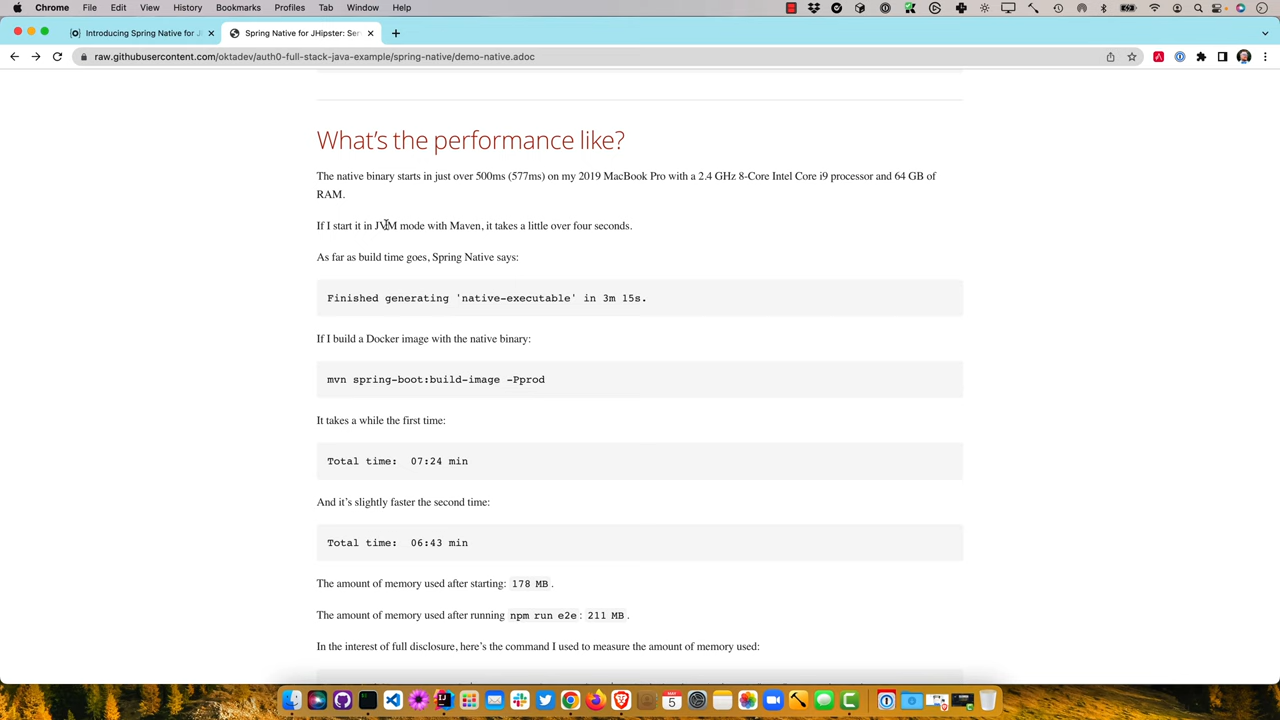 Chrome File Edit View History Bookmarks Profiles Tab Window Help
Introducing Spring Native for J
Spring Native for JHipster: Ser
raw.githubusercontent.com/oktadev/auth0-full-stack-java-example/spring-native/demo-native.adoc
What's the performance like?
The native binary starts in just over 500ms (577ms) on my 2019 MacBook Pro with a 2.4 GHz 8-Core Intel Core i9 processor and 64 GB of
RAM.
If I start it in JVM mode with Maven, it takes a little over four seconds.
As far as build time goes, Spring Native says:
Finished generating 'native-executable' in 3m 15s.
If I build a Docker image with the native binary:
mvn spring-boot:build-image -Pprod
It takes a while the first time:
Total time:  07:24 min
And it's slightly faster the second time:
Total time:  06:43 min
The amount of memory used after starting: 178 MB.
The amount of memory used after running npm run e2e: 211 MB.
In the interest of full disclosure, here's the command I used to measure the amount of memory used:
5